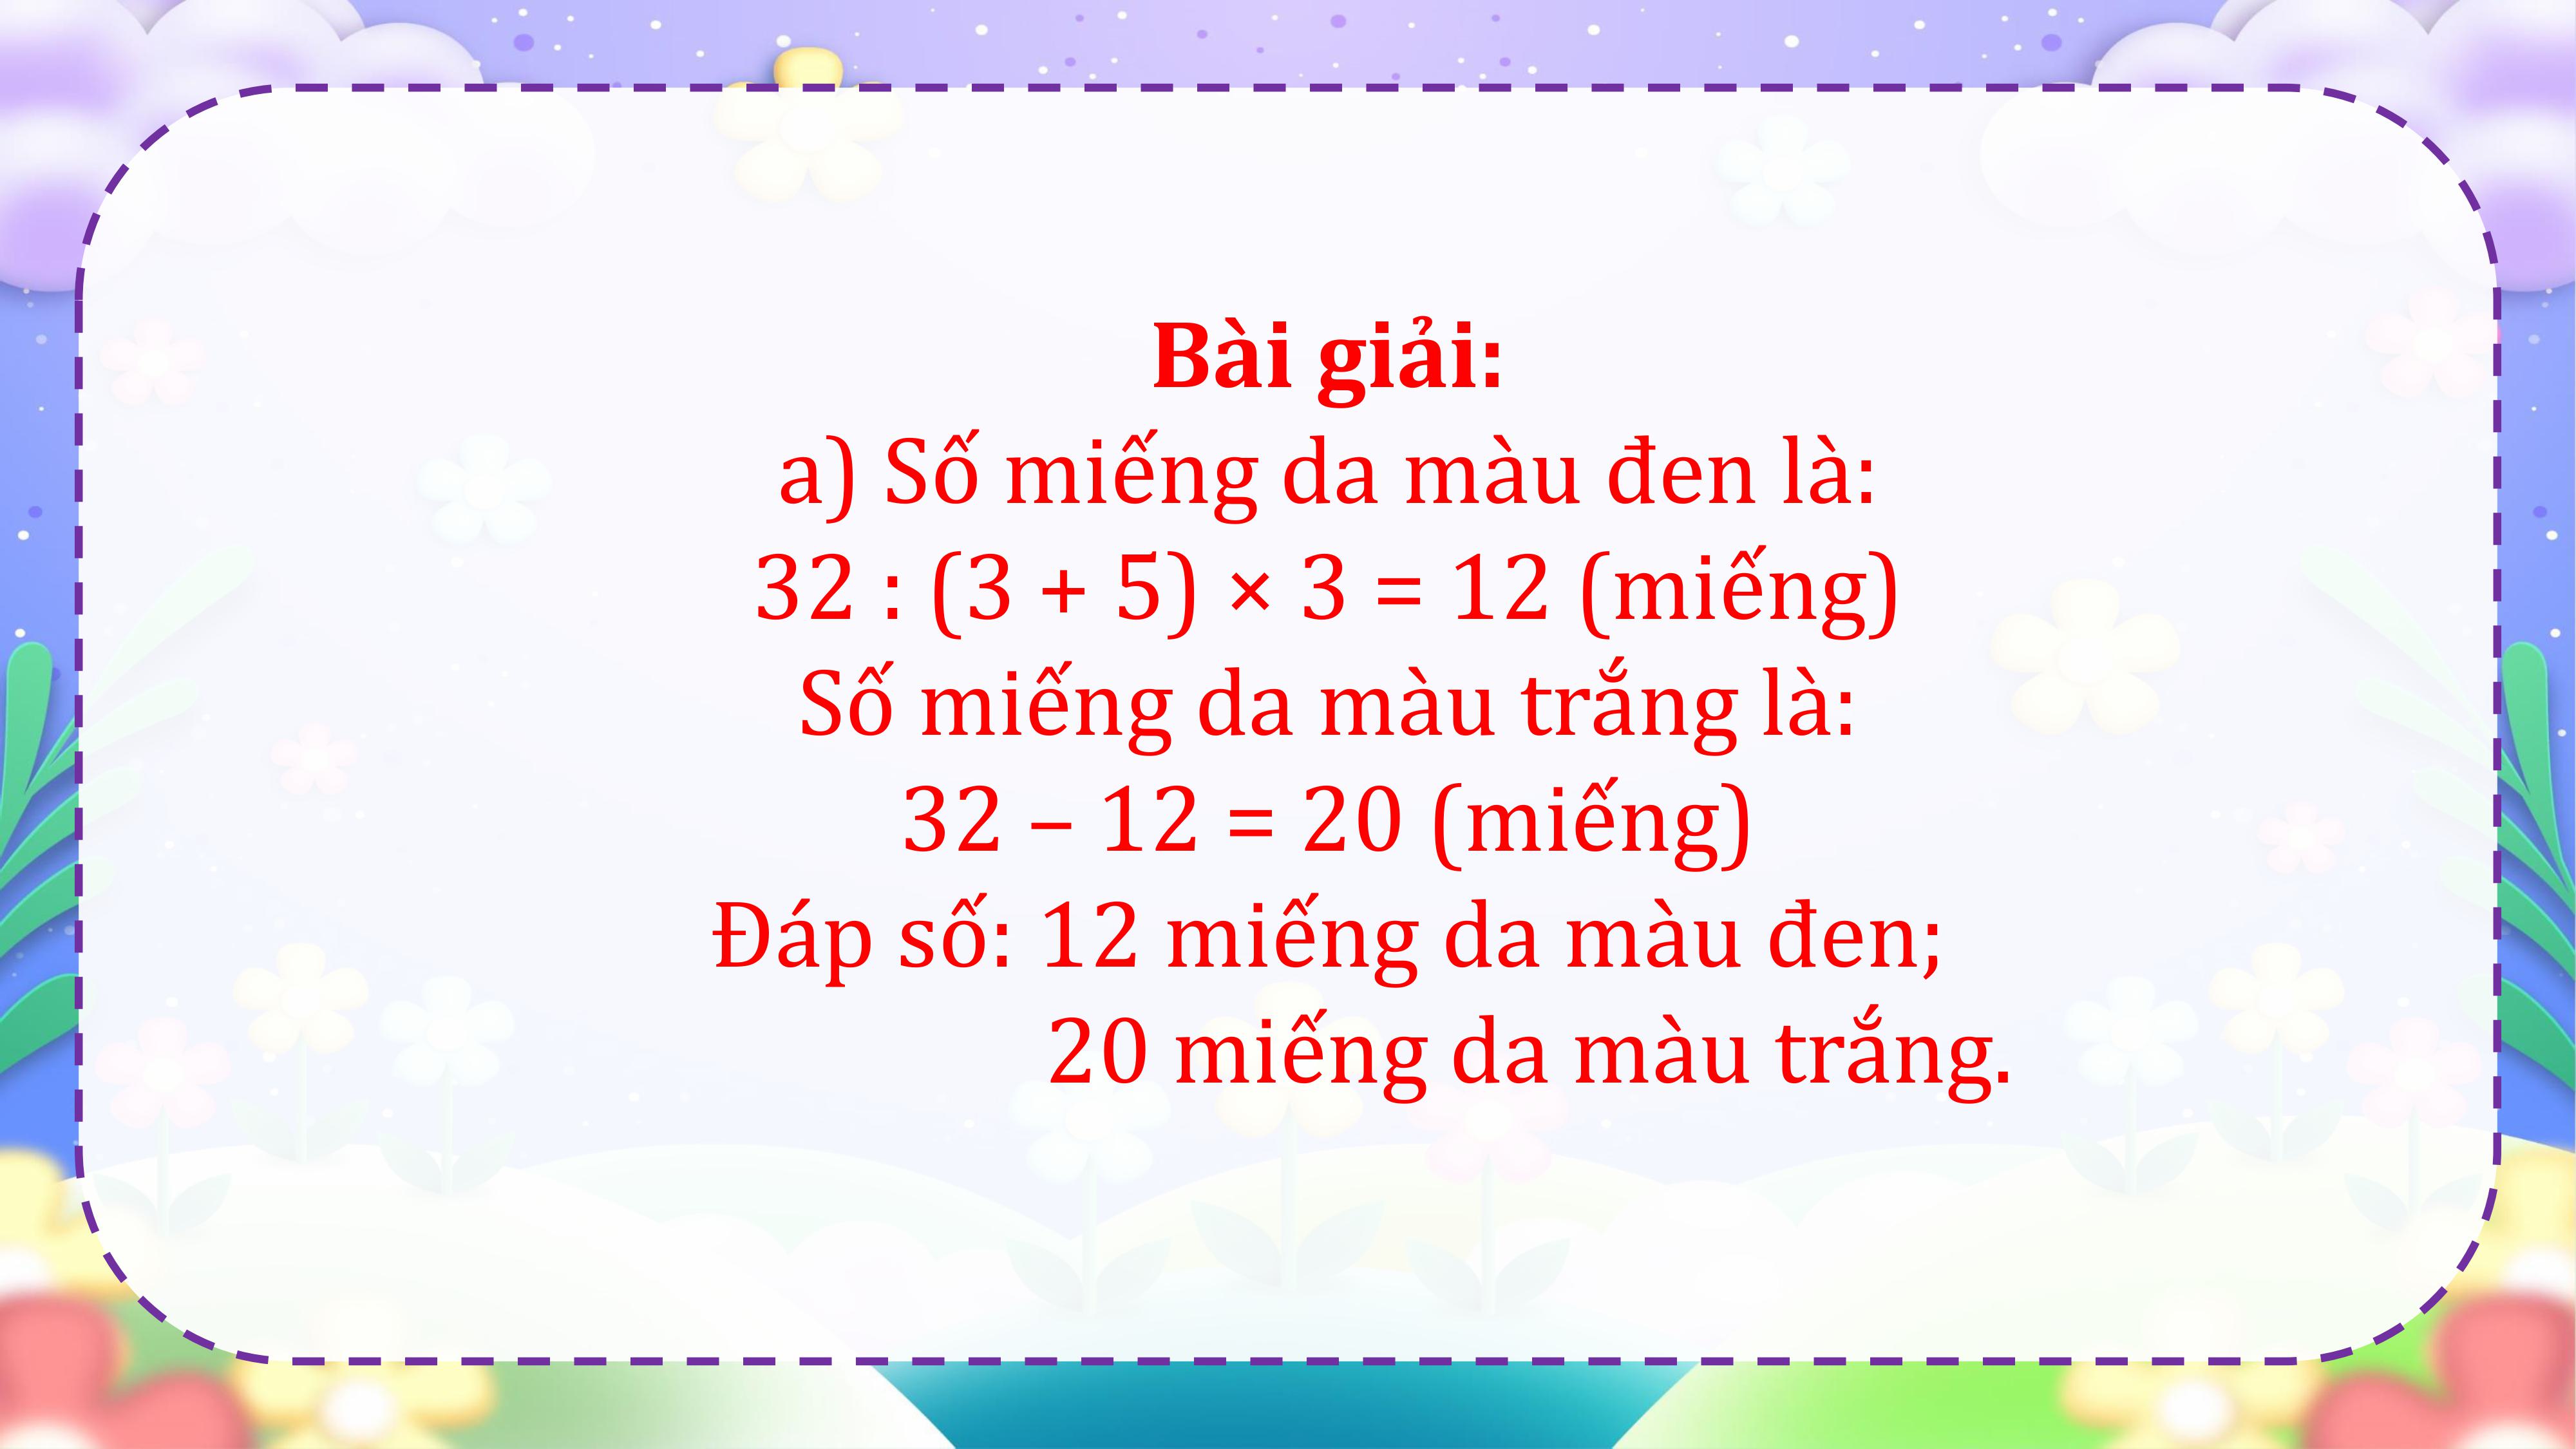 Bài giải:
a) Số miếng da màu đen là:
32 : (3 + 5) × 3 = 12 (miếng)
Số miếng da màu trắng là:
32 – 12 = 20 (miếng)
Đáp số: 12 miếng da màu đen;
20 miếng da màu trắng.